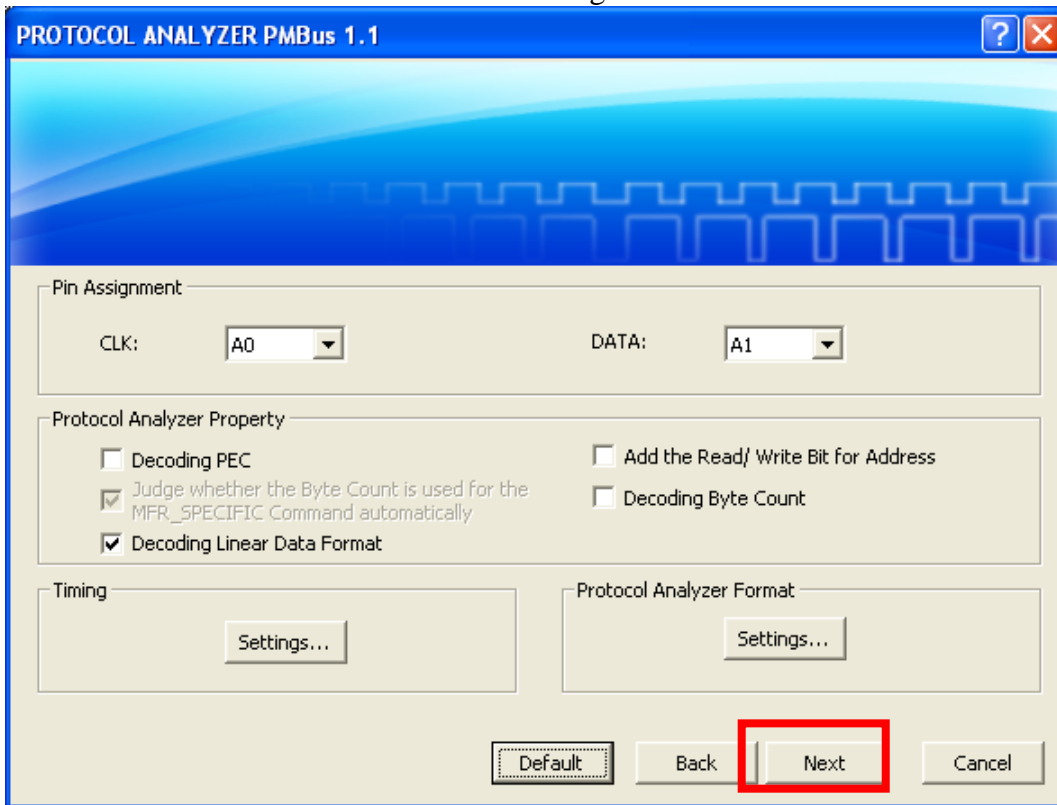 PROTOCOL ANALYZER PMBus 1.1
Pin Assignment
CLK: A0 DATA: A1
Protocol Analyzer Property
Decoding PEC
Add the Read/ Write Bit for Address
Judge whether the Byte Count is used for the
MFR_SPECIFIC Command automatically
Decoding Byte Count
Decoding Linear Data Format
Timing
Settings...
Protocol Analyzer Format
Settings...
Default Back Next Cancel